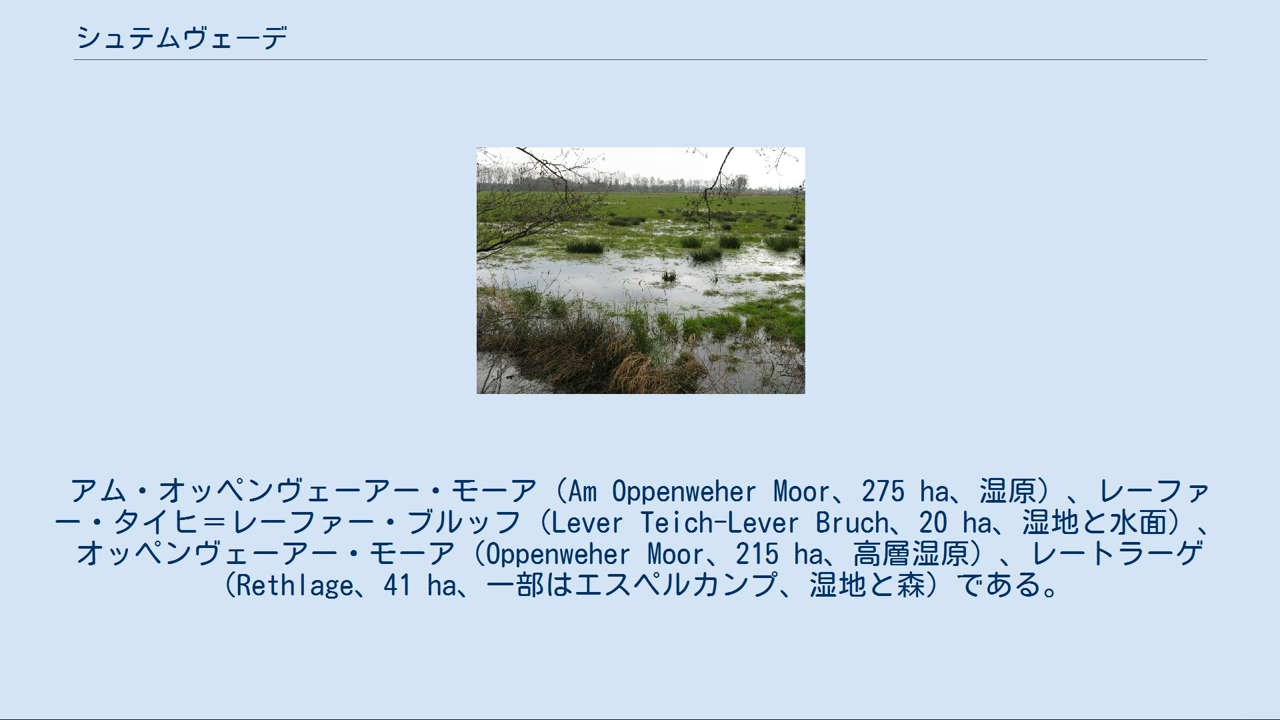 シュテムヴェーデ
アム・オッペンヴェーアー・モーア（Am Oppenweher Moor、275 ha、湿原）、レーファ
ー・タイヒ＝レーファー・ブルッフ（Lever Teich-Lever Bruch、20 ha、湿地と水面）、
オッペンヴェーアー・モーア（Oppenweher Moor、215 ha、高層湿原）、レートラーゲ
（Rethlage、41 ha、一部はエスペルカンプ、湿地と森）である。